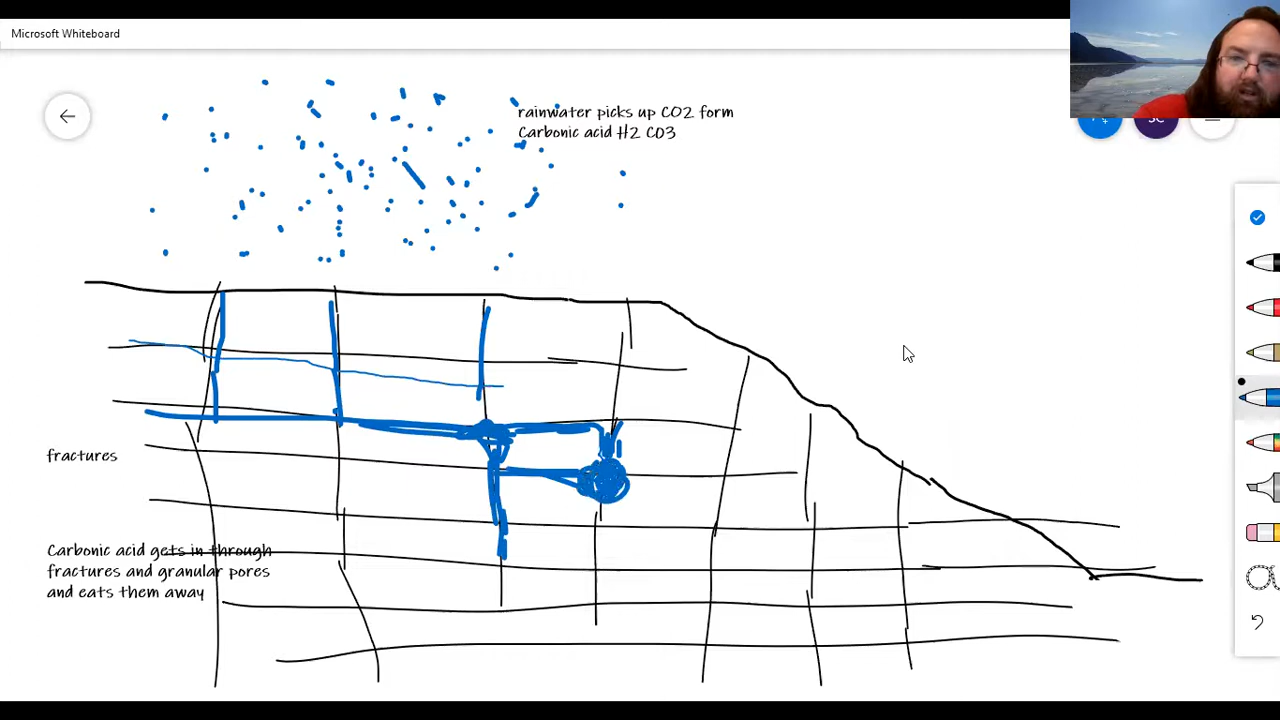 Microsoft Whiteboard
rainwater picks up CO2 form
Carbonic acid H2 CO3
fractures
Carbonic acid gets in through
fractures and granular pores
and eats them away